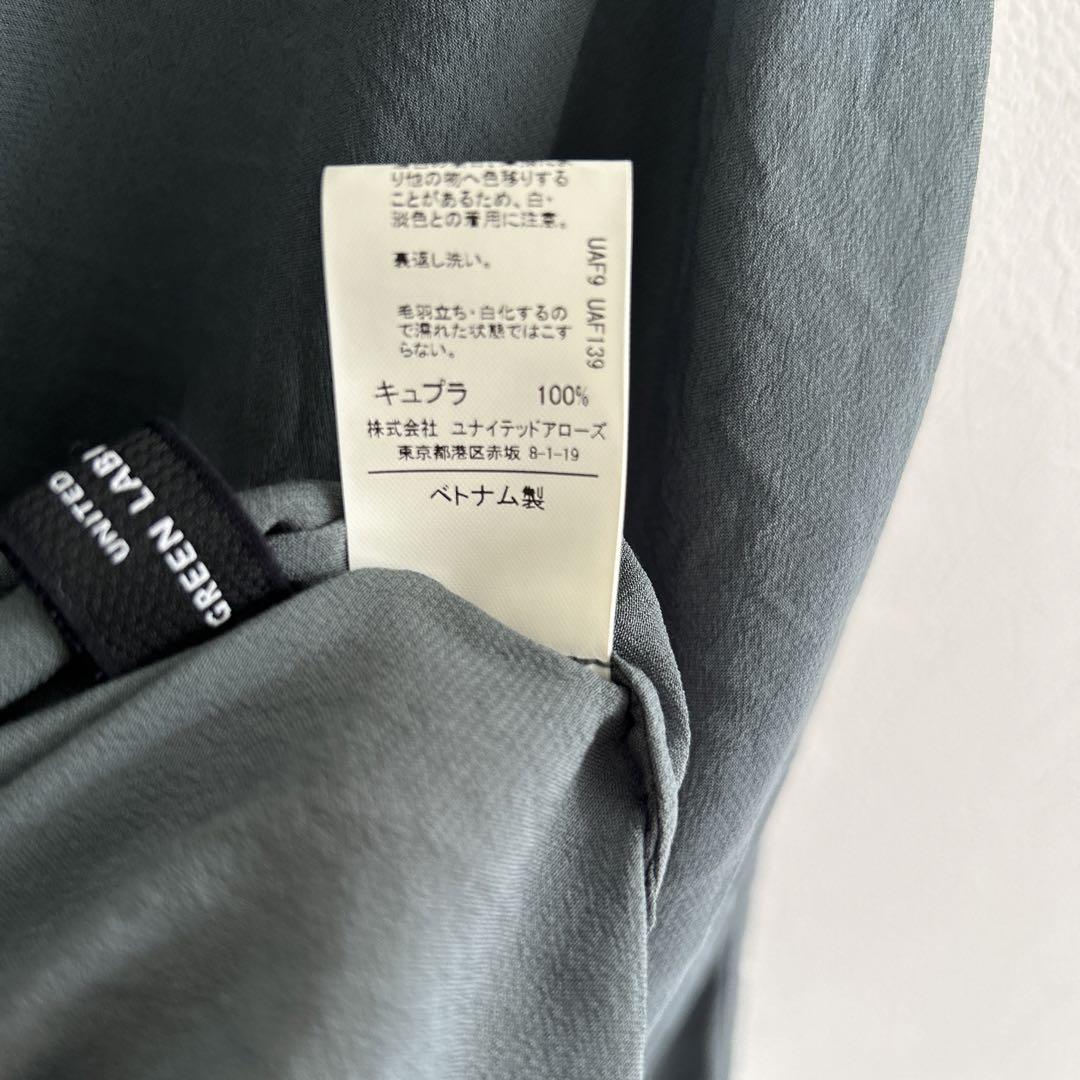 り他の物へ色移りする
ことがあるため、白・
淡色との着用に注意。
裏返し洗い。
毛羽立ち・白化するの
で濡れた状態ではこす
らない。
UAF9 UAF139
キュプラ 100%
株式会社 ユナイテッドアローズ
東京都港区赤坂 8-1-19
ベトナム製
UNITED
GREEN LAB